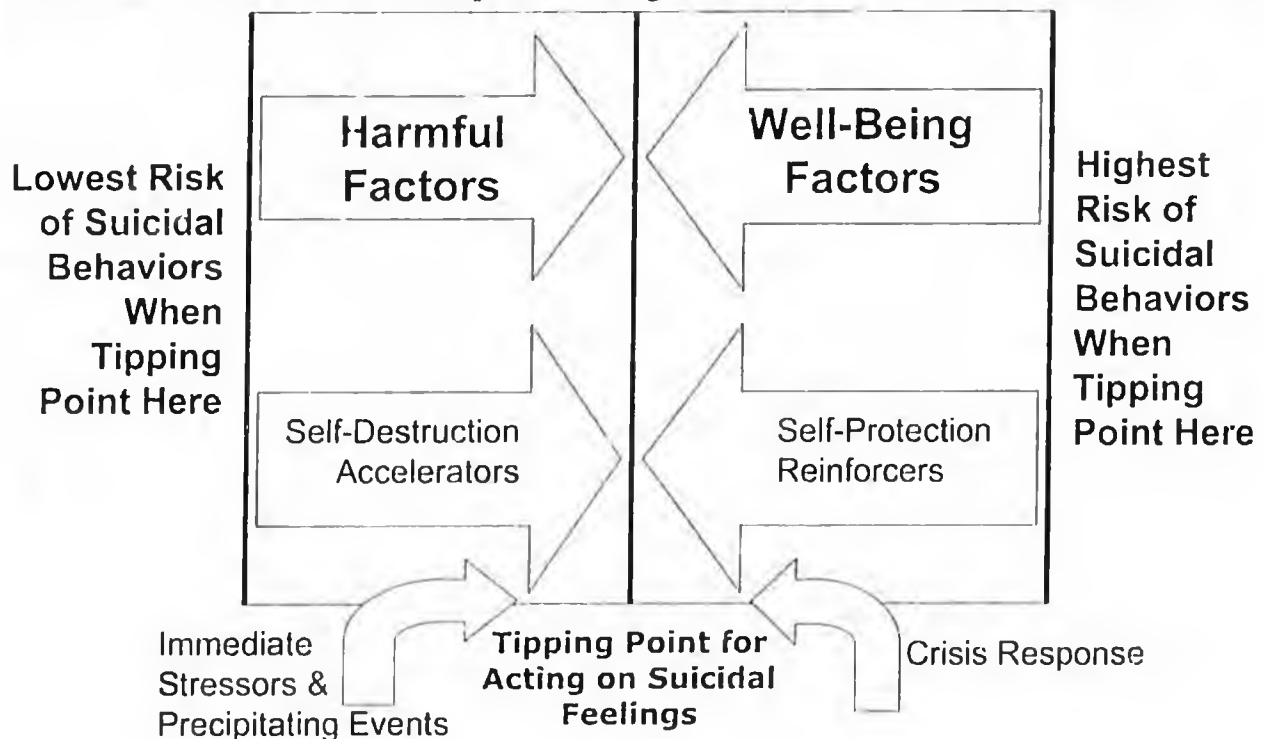 Harmful
Factors
Well-Being
Factors
Lowest Risk
of Suicidal
Behaviors
When
Tipping
Point Here
Highest
Risk of
Suicidal
Behaviors
When
Tipping
Point Here
Self-Destruction
Accelerators
Self-Protection
Reinforcers
Immediate
Stressors &
Precipitating Events
Tipping Point for
Acting on Suicidal
Feelings
Crisis Response